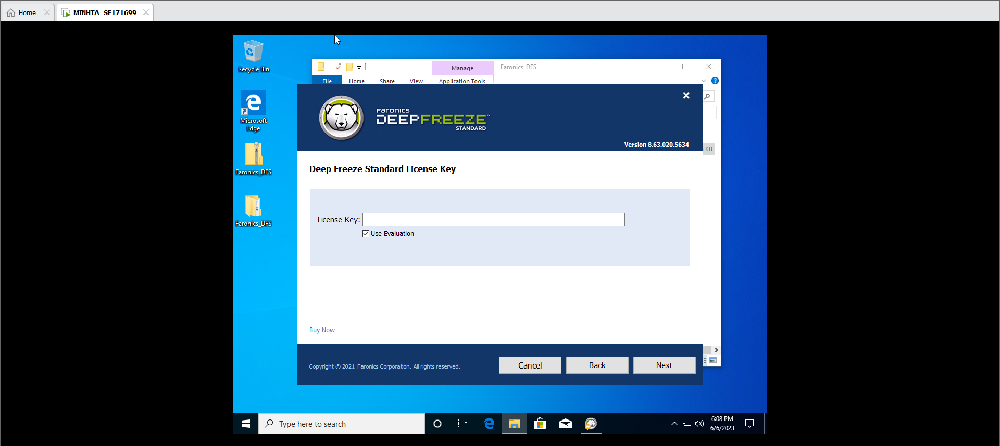 Home
MINHTA_SE171699
Recycle Bin
Microsoft
Edge
Faronics_DFS
Faronics_DFS
Manage
Faronics_DFS
File
Home
Share
View
Application Tools
?
Faronics
DEEPFREEZE™
STANDARD
Version 8.63.020.5634
KB
Deep Freeze Standard License Key
License Key:
Use Evaluation
Buy Now
Copyright © 2021 Faronics Corporation. All rights reserved.
Cancel
Back
Next
Type here to search
6:08 PM
6/6/2023